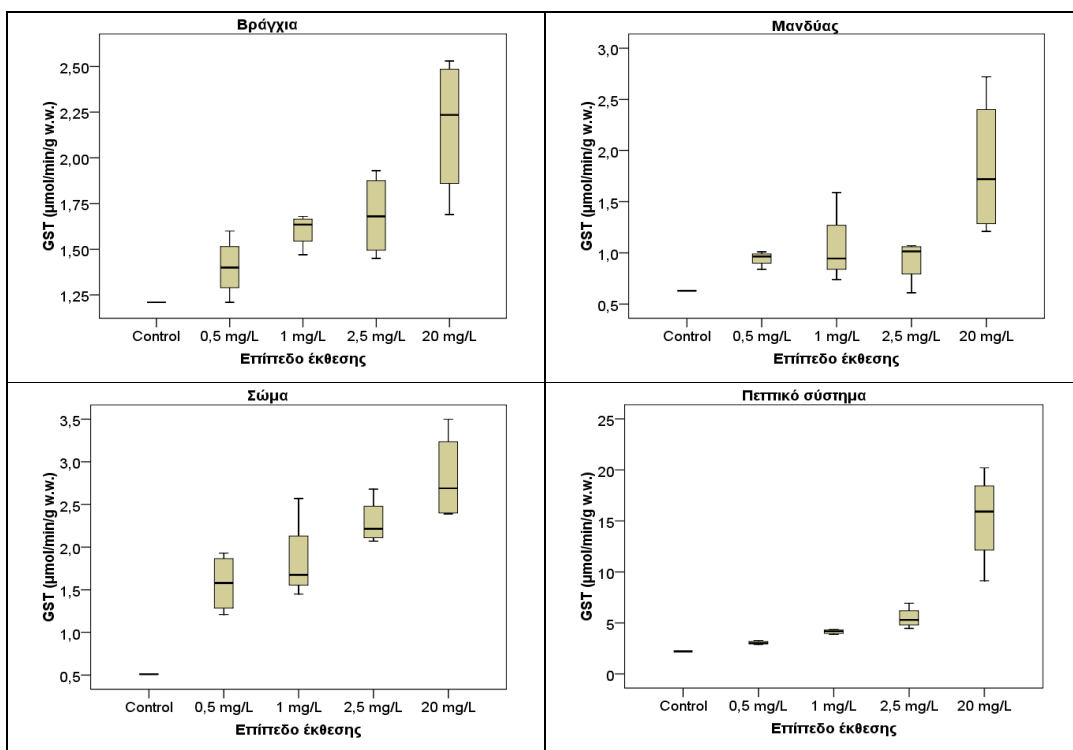 Βράγχια
GST (μmol/min/g w.w.)
2,50
2,25
2,00
1,75
1,50
1,25
Control 0,5 mg/L 1 mg/L 2,5 mg/L 20 mg/L
Επίπεδο έκθεσης
Μανδύας
GST (μmol/min/g w.w.)
3,0
2,5
2,0
1,5
1,0
0,5
Control 0,5 mg/L 1 mg/L 2,5 mg/L 20 mg/L
Επίπεδο έκθεσης
Σώμα
GST (μmol/min/g w.w.)
3,5
3,0
2,5
2,0
1,5
1,0
0,5
Control 0,5 mg/L 1 mg/L 2,5 mg/L 20 mg/L
Επίπεδο έκθεσης
Πεπτικό σύστημα
GST (μmol/min/g w.w.)
25
20
15
10
5
0
Control 0,5 mg/L 1 mg/L 2,5 mg/L 20 mg/L
Επίπεδο έκθεσης